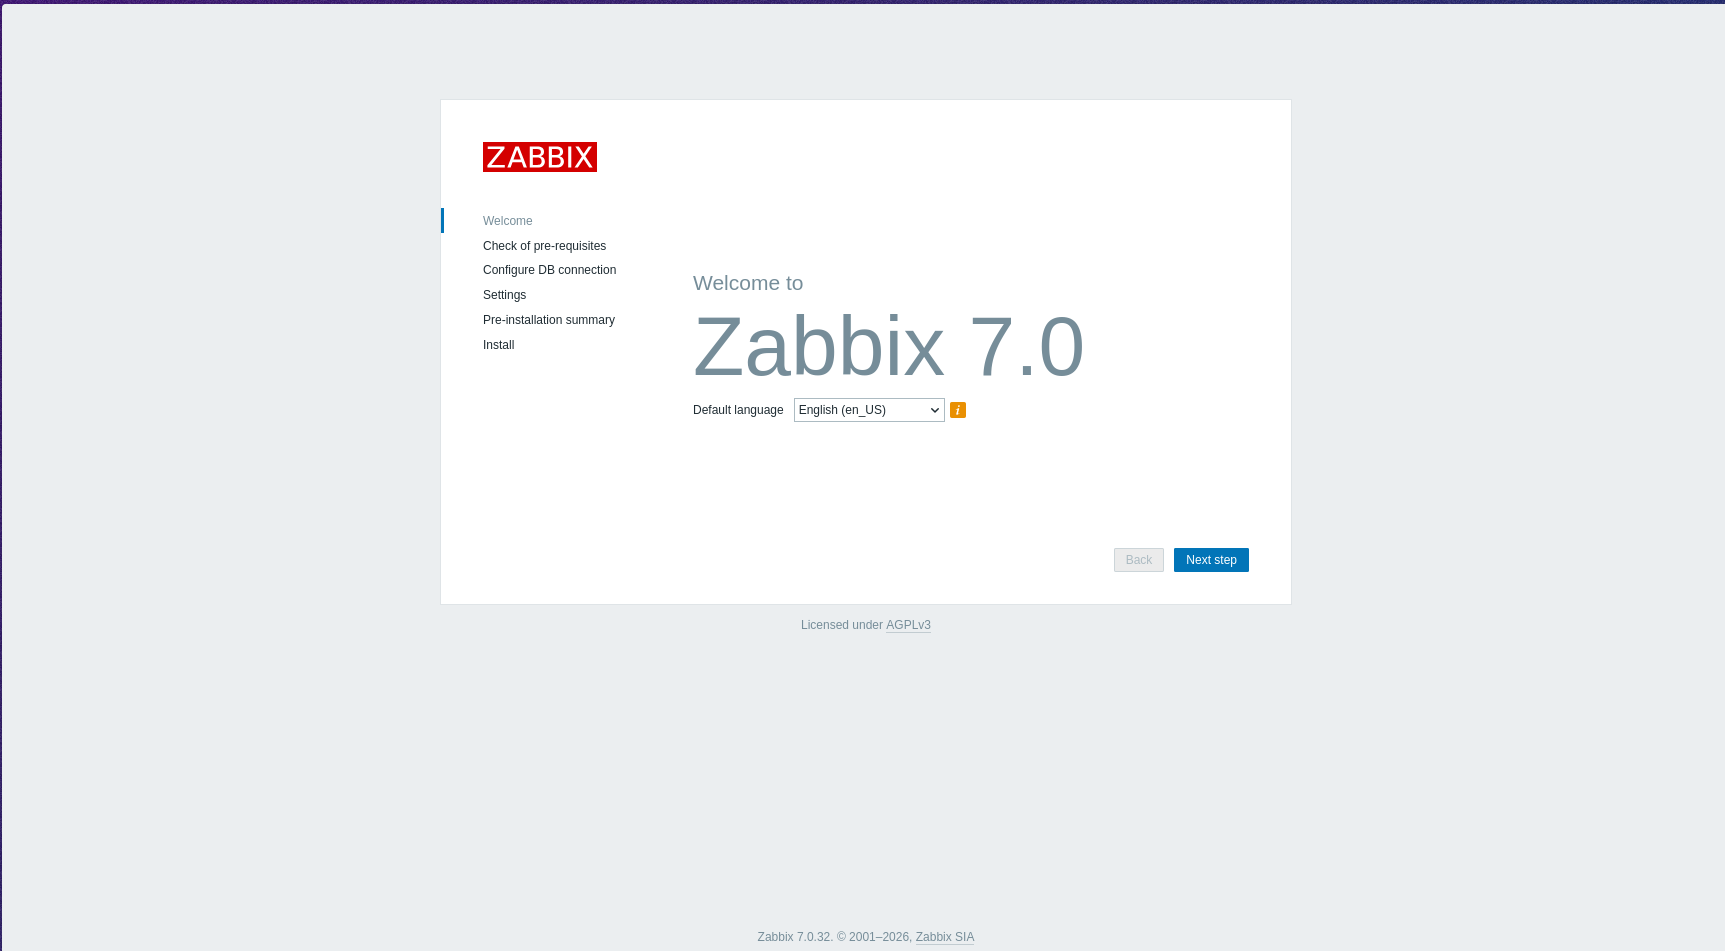 ZABBIX
Welcome
Check of pre-requisites
Configure DB connection
Settings
Pre-installation summary
Install
Welcome to
Zabbix 7.0
Default language English (en_US) i
Back Next step
Licensed under AGPLv3
Zabbix 7.0.32. © 2001–2026, Zabbix SIA